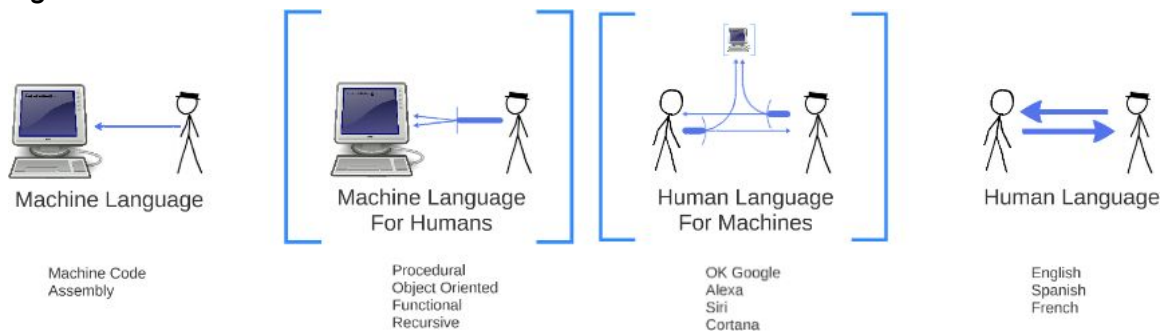 Machine Language
Machine Language
For Humans
Human Language
For Machines
Human Language
Machine Code
Assembly
Procedural
Object Oriented
Functional
Recursive
OK Google
Alexa
Siri
Cortana
English
Spanish
French